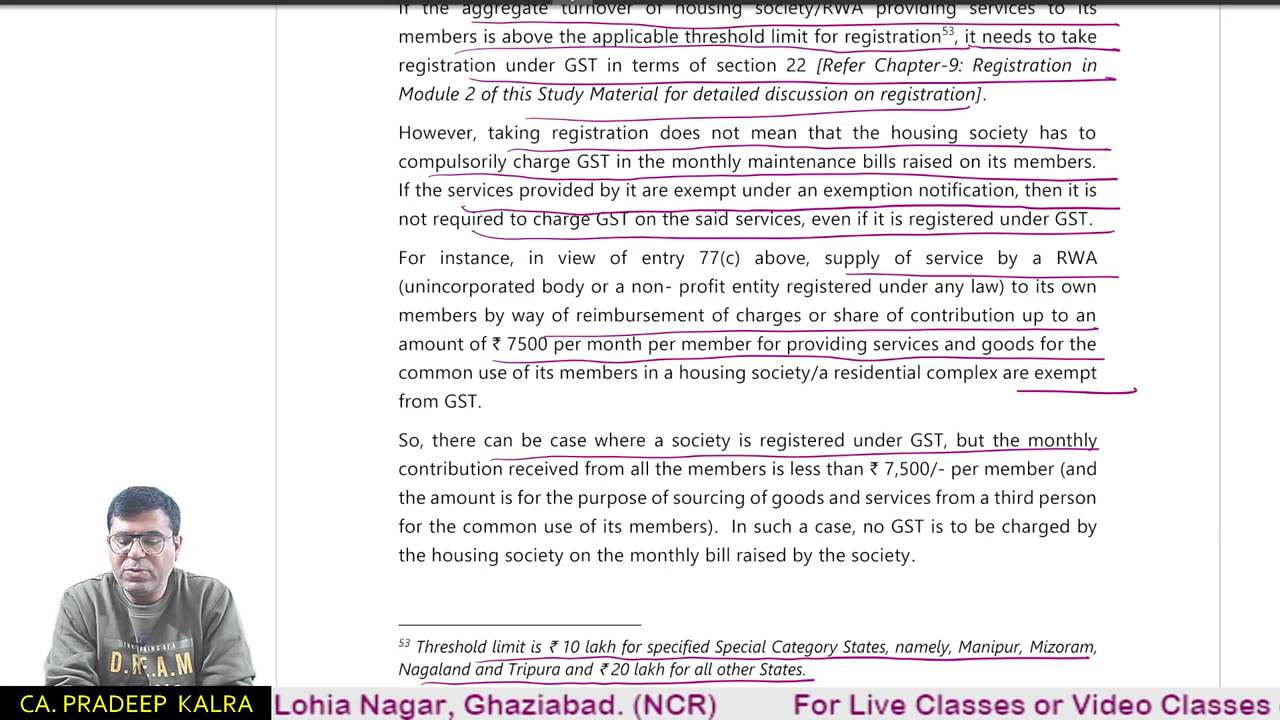 If the aggregate turnover of housing society/RWA providing services to its
members is above the applicable threshold limit for registration53, it needs to take
registration under GST in terms of section 22 [Refer Chapter-9: Registration in
Module 2 of this Study Material for detailed discussion on registration].
However, taking registration does not mean that the housing society has to
compulsorily charge GST in the monthly maintenance bills raised on its members.
If the services provided by it are exempt under an exemption notification, then it is
not required to charge GST on the said services, even if it is registered under GST.
For instance, in view of entry 77(c) above, supply of service by a RWA
(unincorporated body or a non- profit entity registered under any law) to its own
members by way of reimbursement of charges or share of contribution up to an
amount of ₹ 7500 per month per member for providing services and goods for the
common use of its members in a housing society/a residential complex are exempt
from GST.
So, there can be case where a society is registered under GST, but the monthly
contribution received from all the members is less than ₹ 7,500/- per member (and
the amount is for the purpose of sourcing of goods and services from a third person
for the common use of its members). In such a case, no GST is to be charged by
the housing society on the monthly bill raised by the society.
53 Threshold limit is ₹ 10 lakh for specified Special Category States, namely, Manipur, Mizoram,
Nagaland and Tripura and ₹ 20 lakh for all other States.
CA. PRADEEP KALRA
Lohia Nagar, Ghaziabad. (NCR) For Live Classes or Video Classes